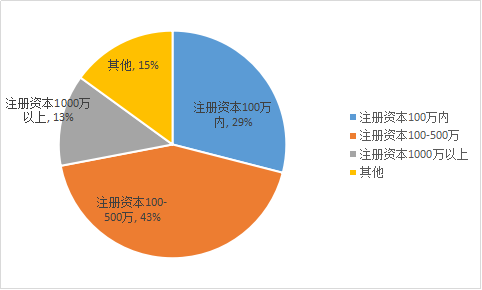 其他, 15%
注册资本100万
内, 29%
注册资本1000万
以上, 13%
注册资本100-
500万, 43%
注册资本100万内
注册资本100-500万
注册资本1000万以上
其他